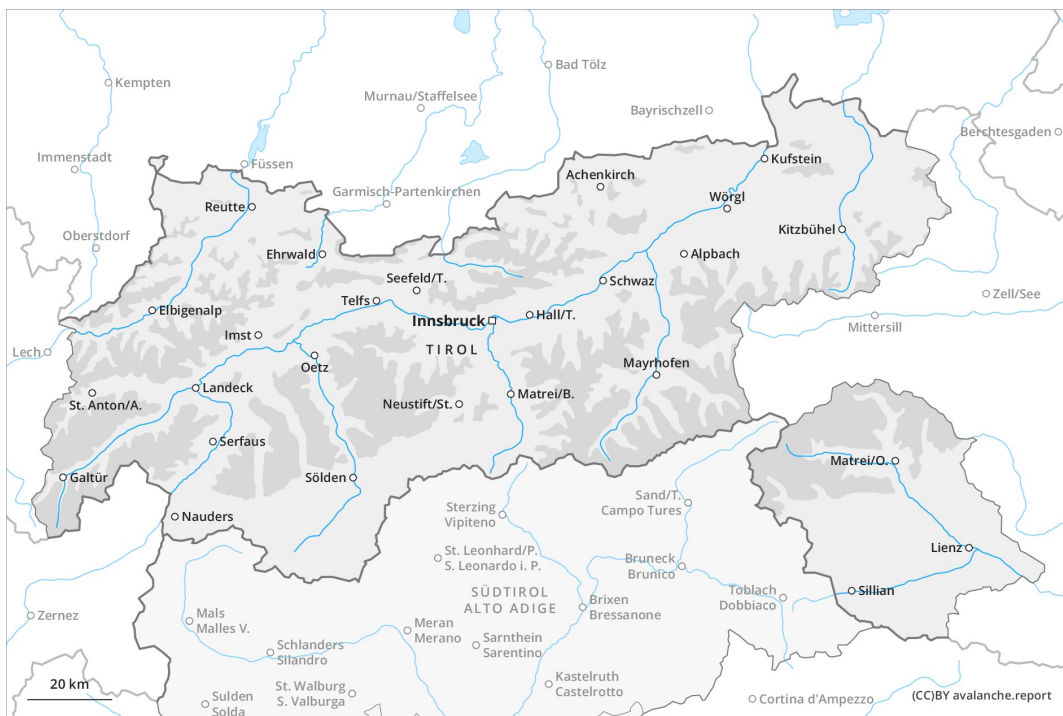 Kempten
Bad Tölz
Murnau/Staffelsee
Bayrischzell
Berchtesgaden
Immenstadt
Füssen
Kufstein
Achenkirch
Garmisch-Partenkirchen
Reutte
Wörgl
Kitzbühel
Oberstdorf
Ehrwald
Alpbach
Seefeld/T.
Schwaz
Zell/See
Telfs
Elbigenalp
Innsbruck
Hall/T.
Mittersill
Imst
TIROL
Lech
Oetz
Mayrhofen
Landeck
Matrei/B.
St. Anton/A.
Neustift/St.
Serfaus
Matrei/O.
Galtür
Sölden
Sand/T.
Campo Tures
Sterzing
Vipiteno
Nauders
Lienz
St. Leonhard/P.
S. Leonardo i. P.
Bruneck
Brunico
SÜDTIROL
ALTO ADIGE
Toblach
Dobbiaco
Sillian
Brixen
Bressanone
Zernez
Mals
Malles V.
Meran
Merano
Sarnthein
Sarentino
Schlanders
Silandro
20 km
St. Walburg
S. Valburga
Kastelruth
Castelrotto
Sulden
Solda
Cortina d'Ampezzo
(CC)BY avalanche.report